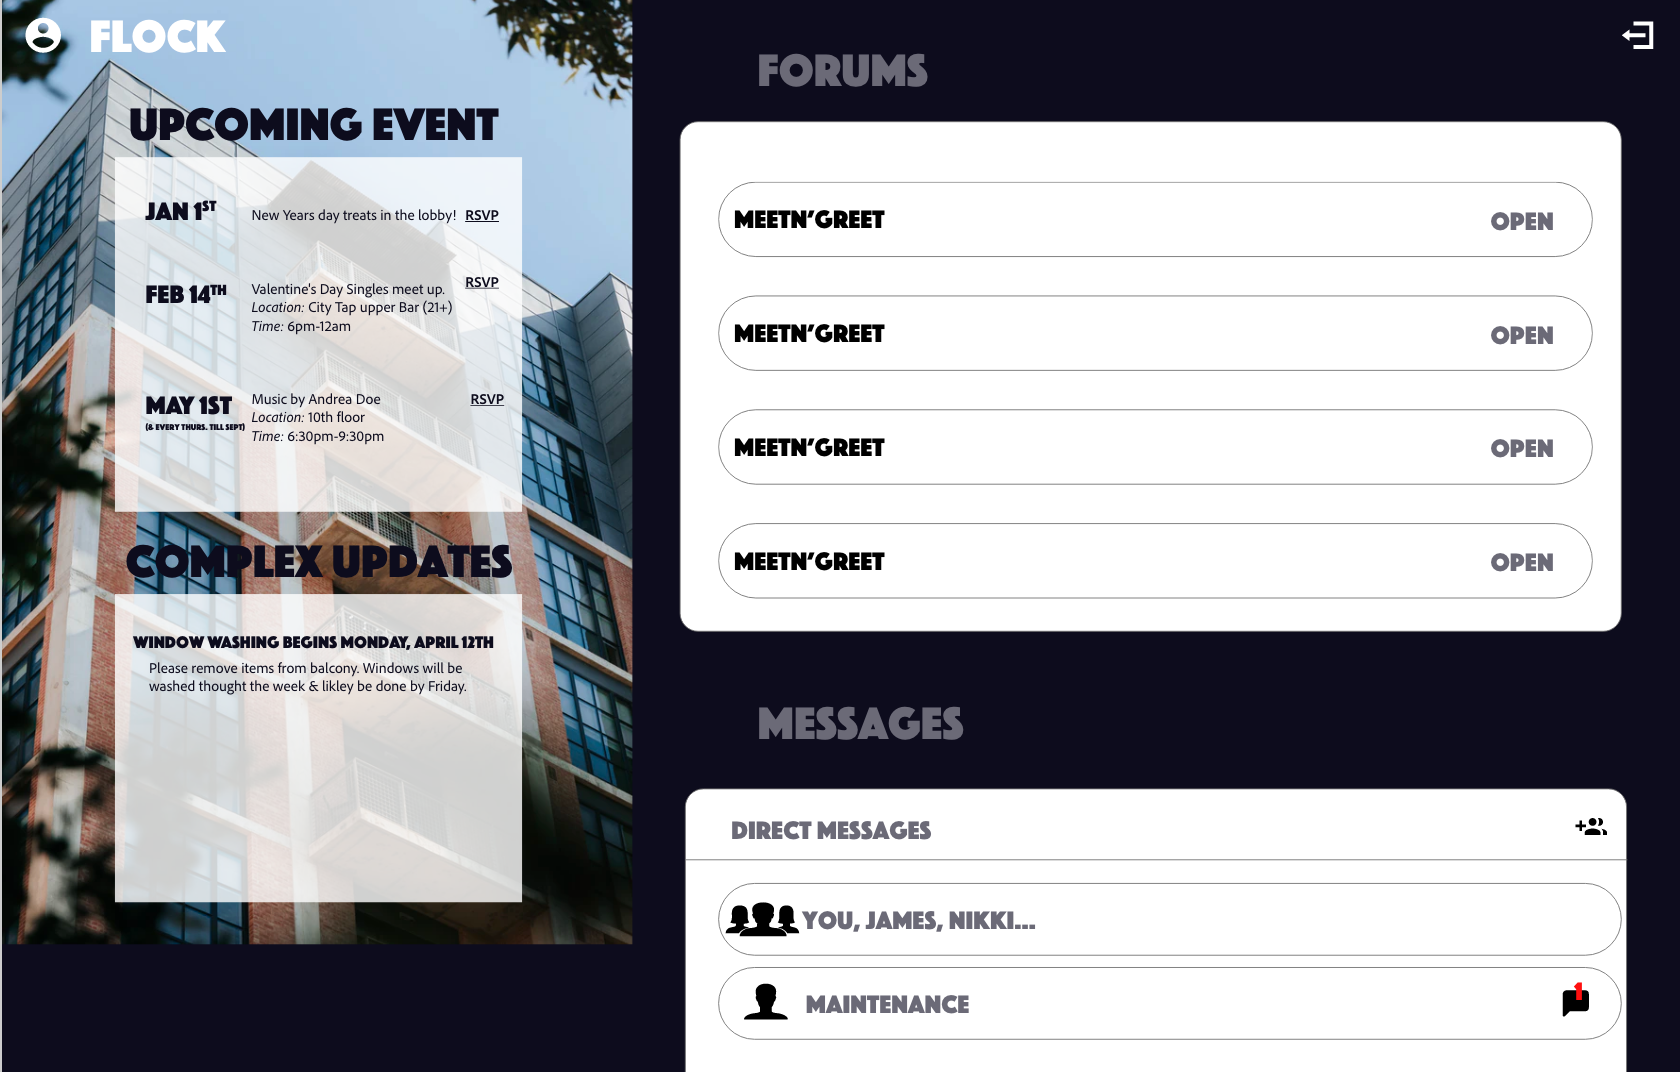 FLOCK
UPCOMING EVENT
JAN 1ST
New Years day treats in the lobby! RSVP
FEB 14TH
Valentine's Day Singles meet up. RSVP
Location: City Tap upper Bar (21+)
Time: 6pm-12am
MAY 1ST
(& EVERY THURS. TILL SEPT)
Music by Andrea Doe RSVP
Location: 10th floor
Time: 6:30pm-9:30pm
COMPLEX UPDATES
WINDOW WASHING BEGINS MONDAY, APRIL 12TH
Please remove items from balcony. Windows will be
washed thought the week & likley be done by Friday.
FORUMS
MEETN'GREET OPEN
MEETN'GREET OPEN
MEETN'GREET OPEN
MEETN'GREET OPEN
MESSAGES
DIRECT MESSAGES
YOU, JAMES, NIKKI...
MAINTENANCE 1